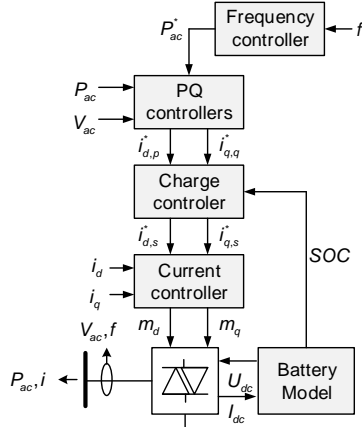 Frequency
controller
P*ac
f
Pac
Vac
PQ
controllers
i*d,p
i*q,q
Charge
controler
i*d,s
i*q,s
SOC
id
iq
Current
controller
Vac, f
md
mq
Pac, i
Udc
Idc
Battery
Model